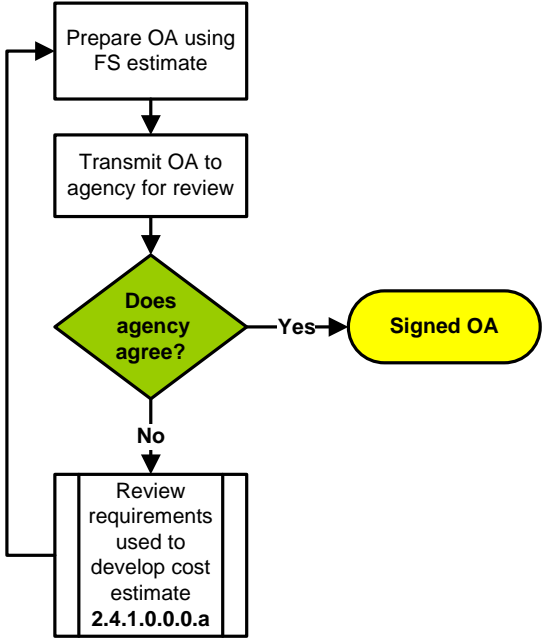 Prepare OA using
FS estimate
Transmit OA to
agency for review
Does
agency
agree?
Yes
Signed OA
No
Review
requirements
used to
develop cost
estimate
2.4.1.0.0.0.a